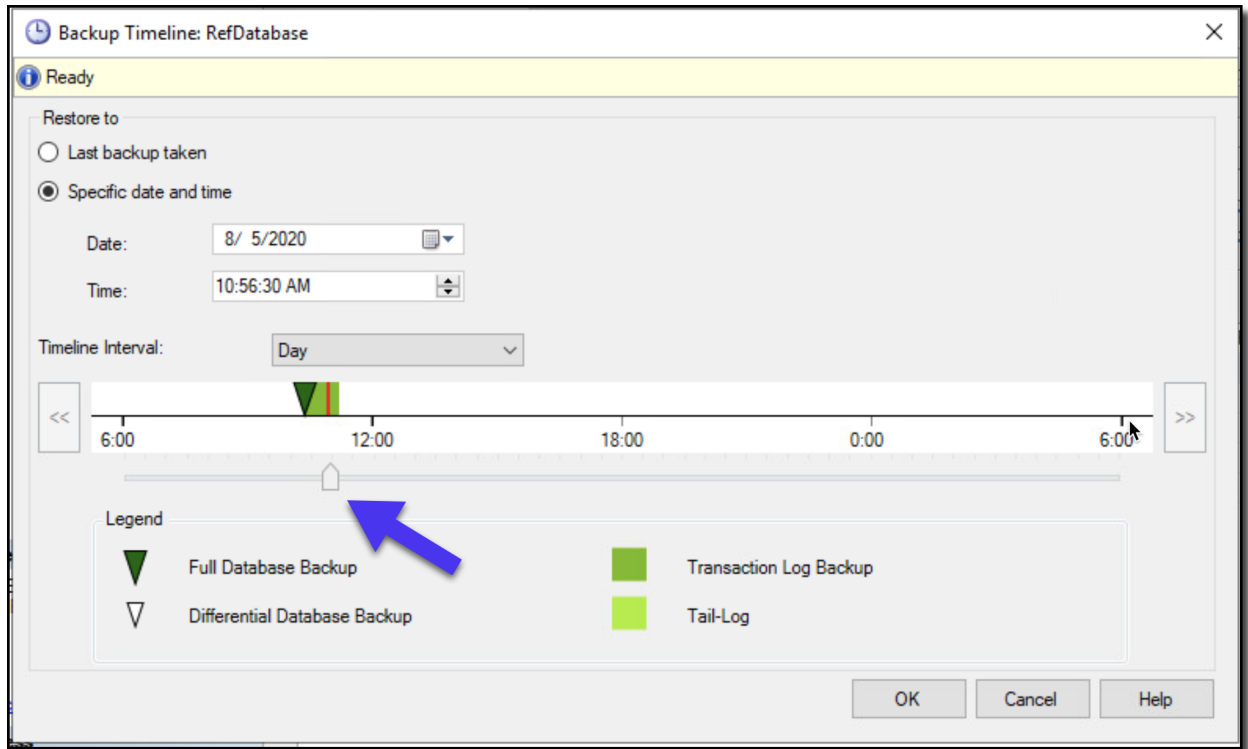 Backup Timeline: RefDatabase
Ready
Restore to
Last backup taken
Specific date and time
Date: 8/ 5/2020
Time: 10:56:30 AM
Timeline Interval: Day
<< >>
6:00 12:00 18:00 0:00 6:00
Legend
Full Database Backup Transaction Log Backup
Differential Database Backup Tail-Log
OK Cancel Help